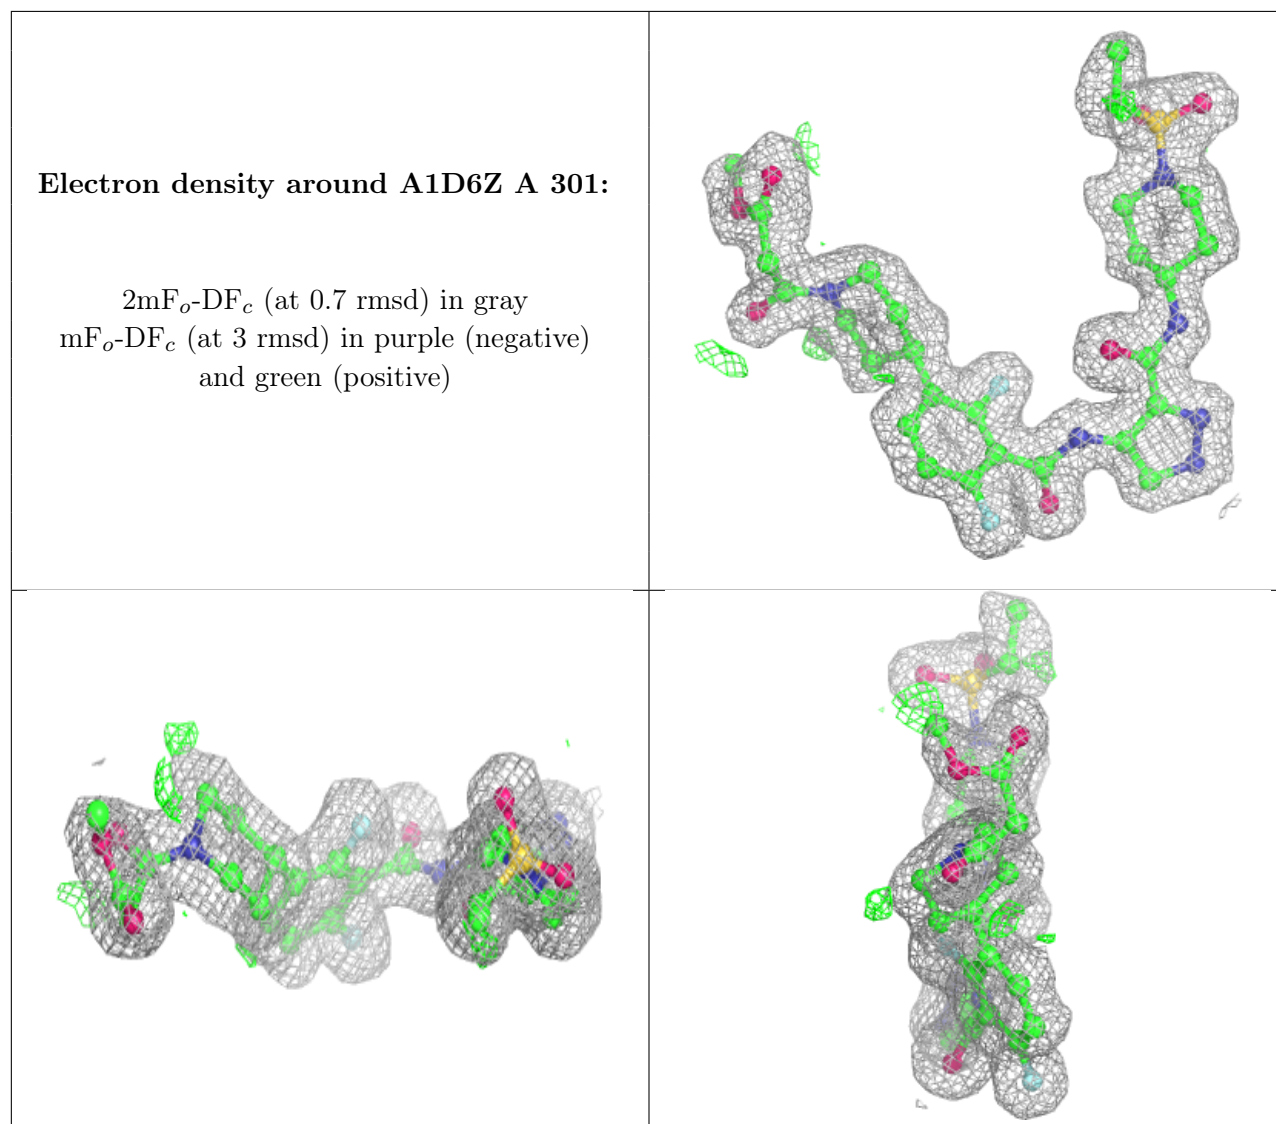 Electron density around A1D6Z A 301:
2mFo-DFc (at 0.7 rmsd) in gray
mFo-DFc (at 3 rmsd) in purple (negative)
and green (positive)